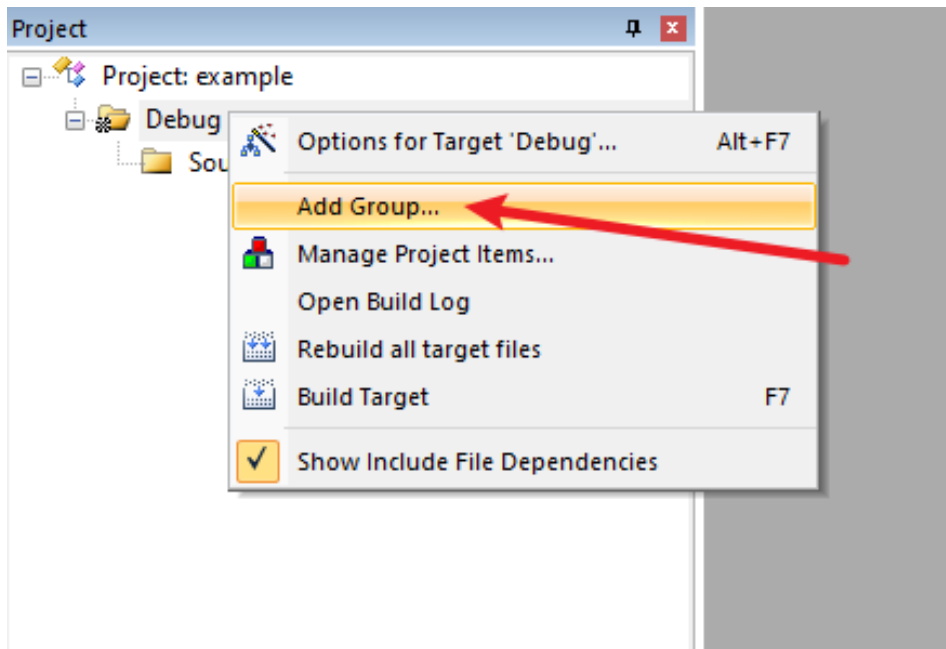 Project
Project: example
Debug
Sou
Options for Target 'Debug'... Alt+F7
Add Group...
Manage Project Items...
Open Build Log
Rebuild all target files
Build Target F7
Show Include File Dependencies